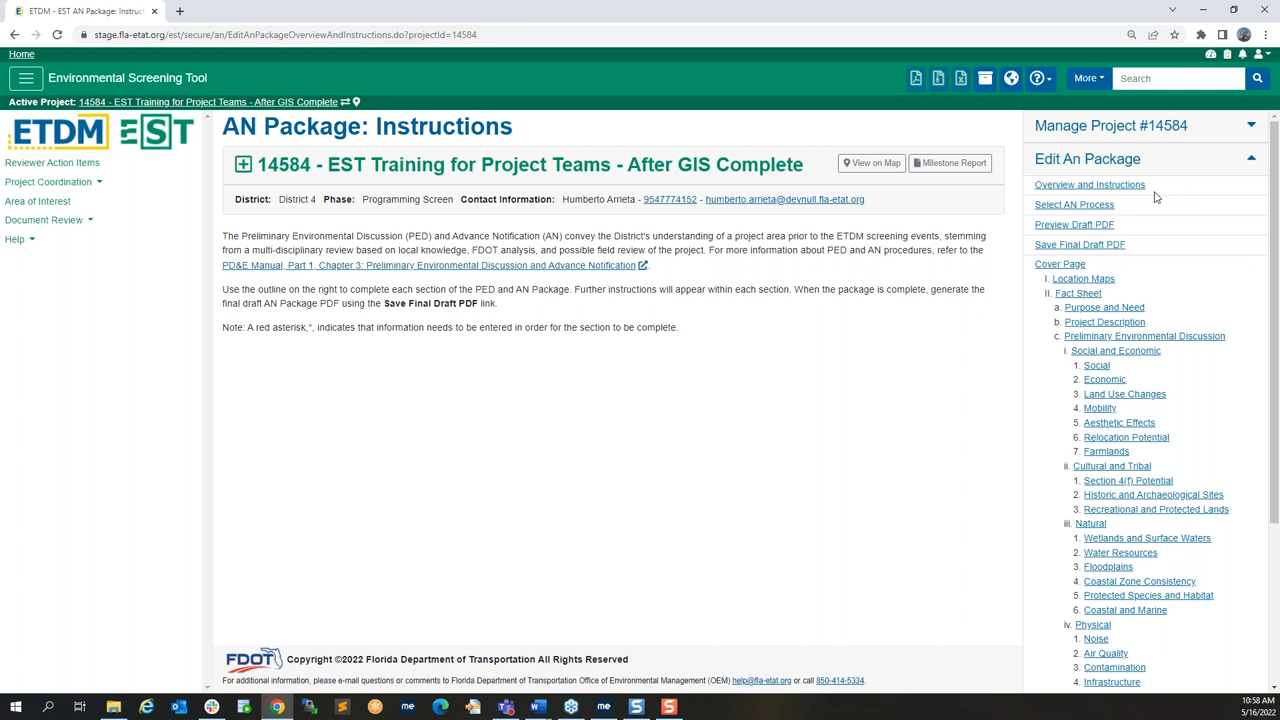 ETDM - EST AN Package: Instruct
stage.fla-etat.org/est/secure/an/EditAnPackageOverviewAndInstructions.do?projectId=14584
Home
Environmental Screening Tool
More
Search
Active Project: 14584 - EST Training for Project Teams - After GIS Complete
ETDM EST
Reviewer Action Items
Project Coordination
Area of Interest
Document Review
Help
AN Package: Instructions
14584 - EST Training for Project Teams - After GIS Complete
View on Map
Milestone Report
District: District 4 Phase: Programming Screen Contact Information: Humberto Arrieta - 9547774152 - humberto.arrieta@devnull.fla-etat.org
The Preliminary Environmental Discussion (PED) and Advance Notification (AN) convey the District's understanding of a project area prior to the ETDM screening events, stemming
from a multi-disciplinary review based on local knowledge, FDOT analysis, and possible field review of the project. For more information about PED and AN procedures, refer to the
PD&E Manual, Part 1, Chapter 3: Preliminary Environmental Discussion and Advance Notification.
Use the outline on the right to complete each section of the PED and AN Package. Further instructions will appear within each section. When the package is complete, generate the
final draft AN Package PDF using the Save Final Draft PDF link.
Note: A red asterisk,*, indicates that information needs to be entered in order for the section to be complete.
Manage Project #14584
Edit An Package
Overview and Instructions
Select AN Process
Preview Draft PDF
Save Final Draft PDF
Cover Page
I. Location Maps
II. Fact Sheet
a. Purpose and Need
b. Project Description
c. Preliminary Environmental Discussion
i. Social and Economic
1. Social
2. Economic
3. Land Use Changes
4. Mobility
5. Aesthetic Effects
6. Relocation Potential
7. Farmlands
ii. Cultural and Tribal
1. Section 4(f) Potential
2. Historic and Archaeological Sites
3. Recreational and Protected Lands
iii. Natural
1. Wetlands and Surface Waters
2. Water Resources
3. Floodplains
4. Coastal Zone Consistency
5. Protected Species and Habitat
6. Coastal and Marine
iv. Physical
1. Noise
2. Air Quality
3. Contamination
4. Infrastructure
FDOT Copyright ©2022 Florida Department of Transportation All Rights Reserved
For additional information, please e-mail questions or comments to Florida Department of Transportation Office of Environmental Management (OEM) help@fla-etat.org or call 850-414-5334.
10:58 AM
5/16/2022